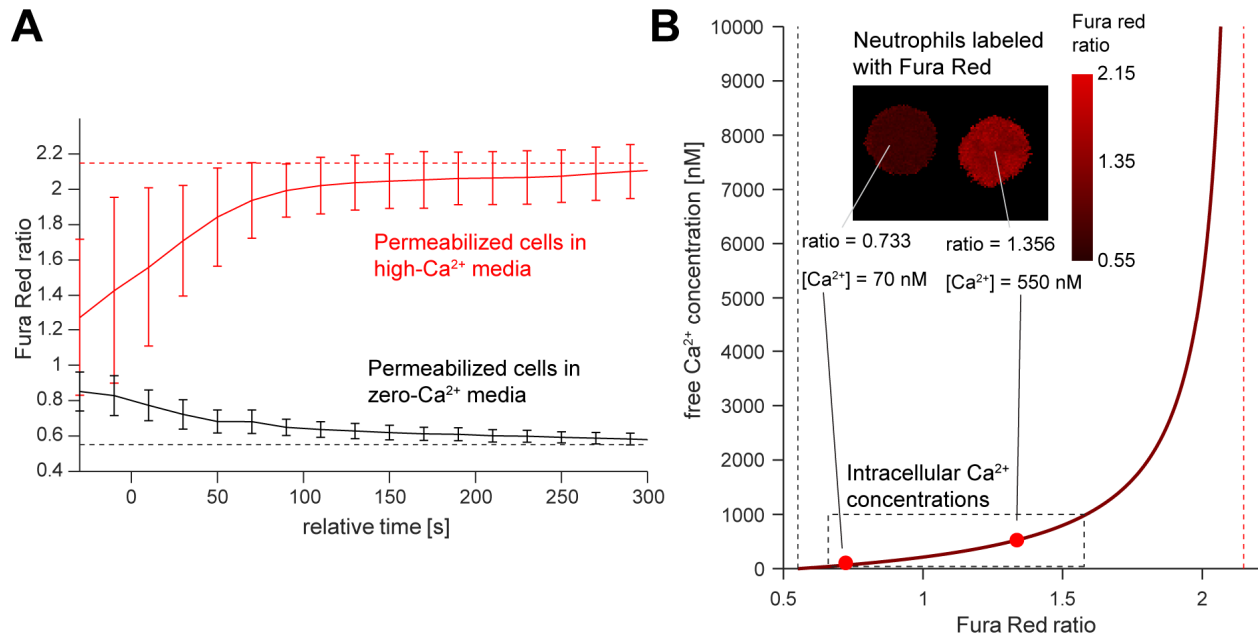 A
Fura Red ratio
2.2
2
1.8
1.6
1.4
1.2
1
0.8
0.6
0.4
Permeabilized cells in
high-Ca²⁺ media
Permeabilized cells in
zero-Ca²⁺ media
0
50
100
150
200
250
300
relative time [s]
B
free Ca²⁺ concentration [nM]
10000
9000
8000
7000
6000
5000
4000
3000
2000
1000
0
Neutrophils labeled
with Fura Red
Fura red
ratio
2.15
1.35
0.55
ratio = 0.733
ratio = 1.356
[Ca²⁺] = 70 nM
[Ca²⁺] = 550 nM
Intracellular Ca²⁺
concentrations
0.5
1
1.5
2
Fura Red ratio